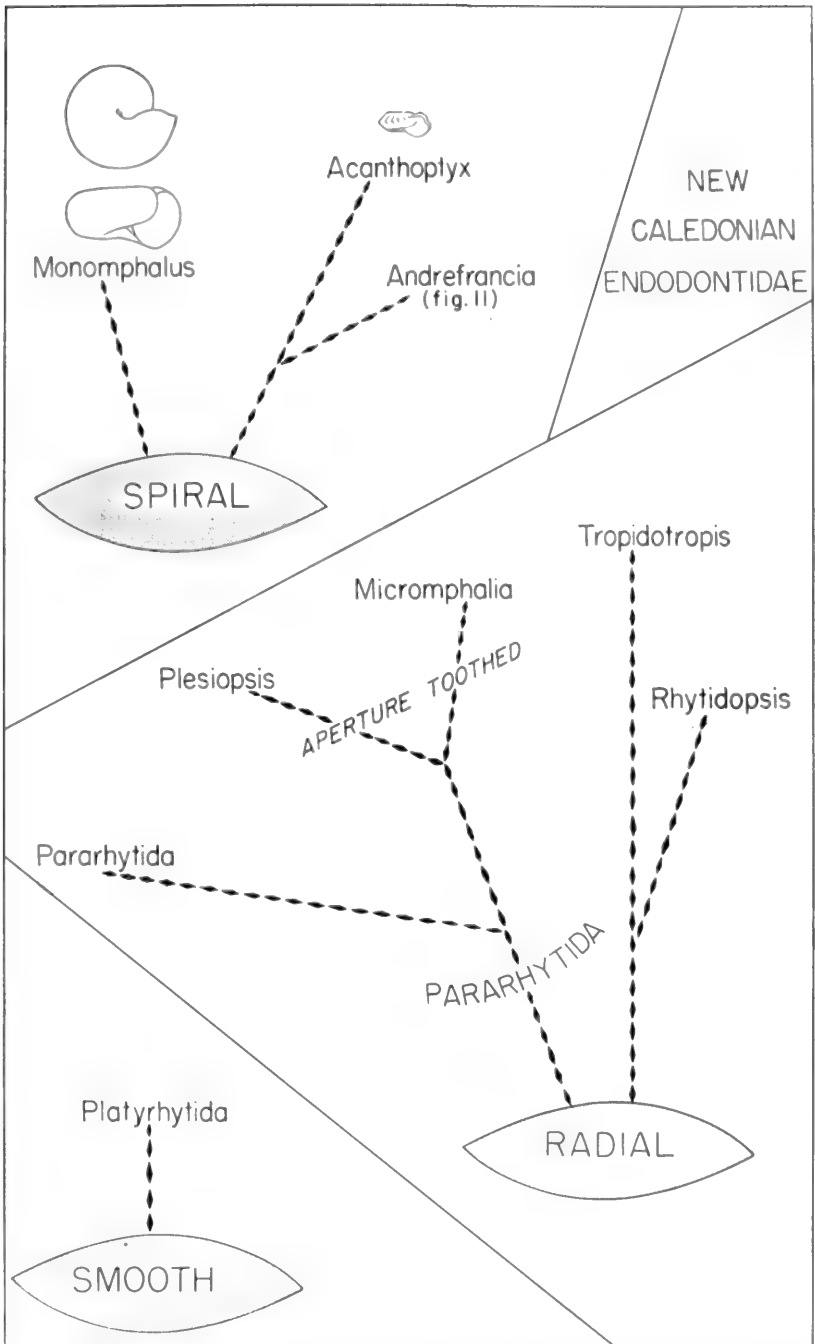 Acanthoptyx
NEW
CALEDONIAN
ENDODONTIDAE
Monomphalus
Andrefrancia
(fig. 11)
SPIRAL
Tropidotropis
Micromphalia
Plesiopsis
APERTURE TOOTHED
Rhytidopsis
Pararhytida
PARARHYTIDA
Platyrhytida
RADIAL
SMOOTH